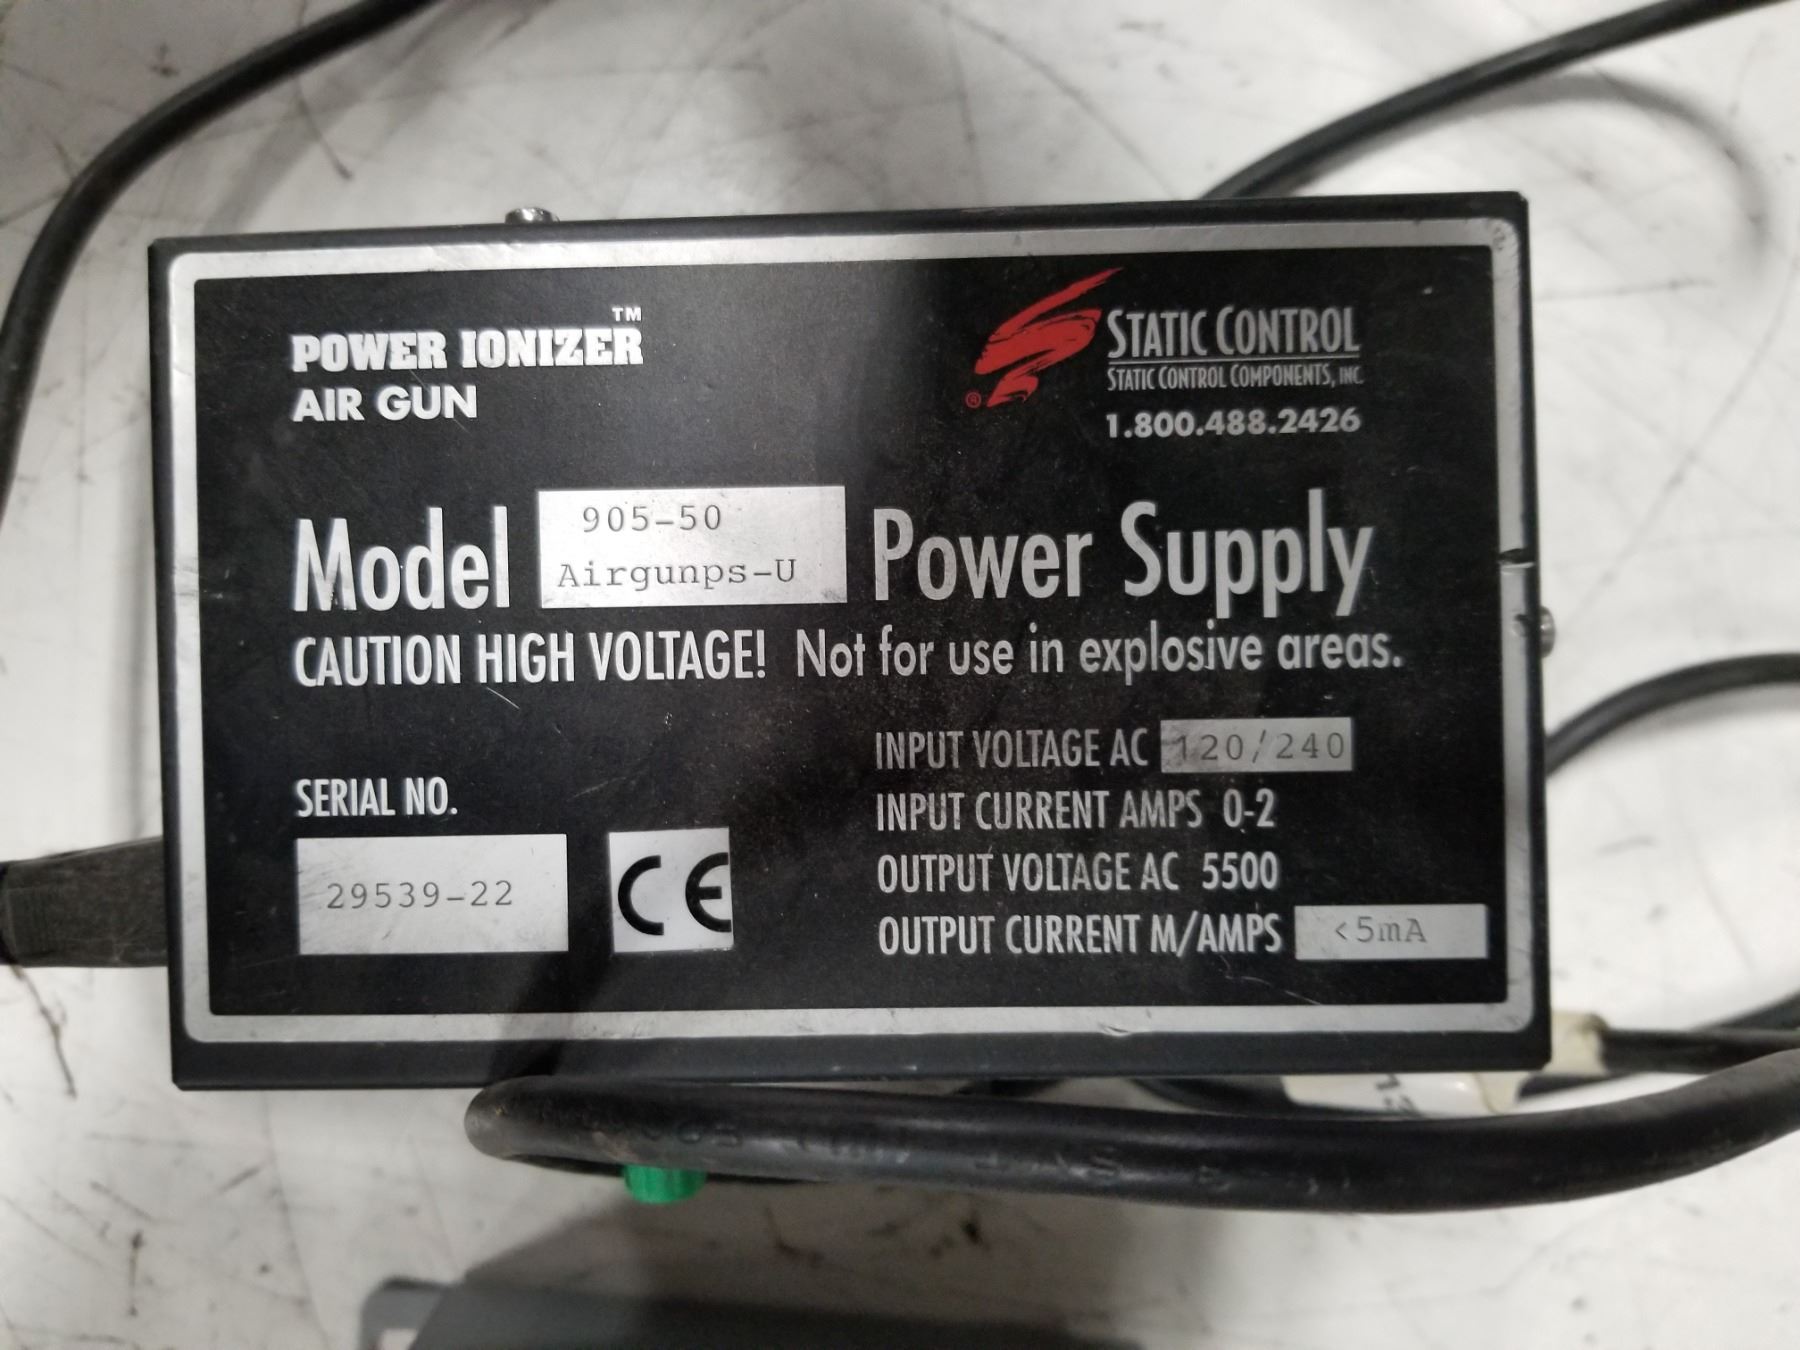 POWER IONIZER™
AIR GUN
® STATIC CONTROL
STATIC CONTROL COMPONENTS, INC.
1.800.488.2426
Model 905-50 Power Supply
Airgunps-U
CAUTION HIGH VOLTAGE! Not for use in explosive areas.
SERIAL NO.
29539-22
CE
INPUT VOLTAGE AC 120/240
INPUT CURRENT AMPS 0-2
OUTPUT VOLTAGE AC 5500
OUTPUT CURRENT M/AMPS <5mA